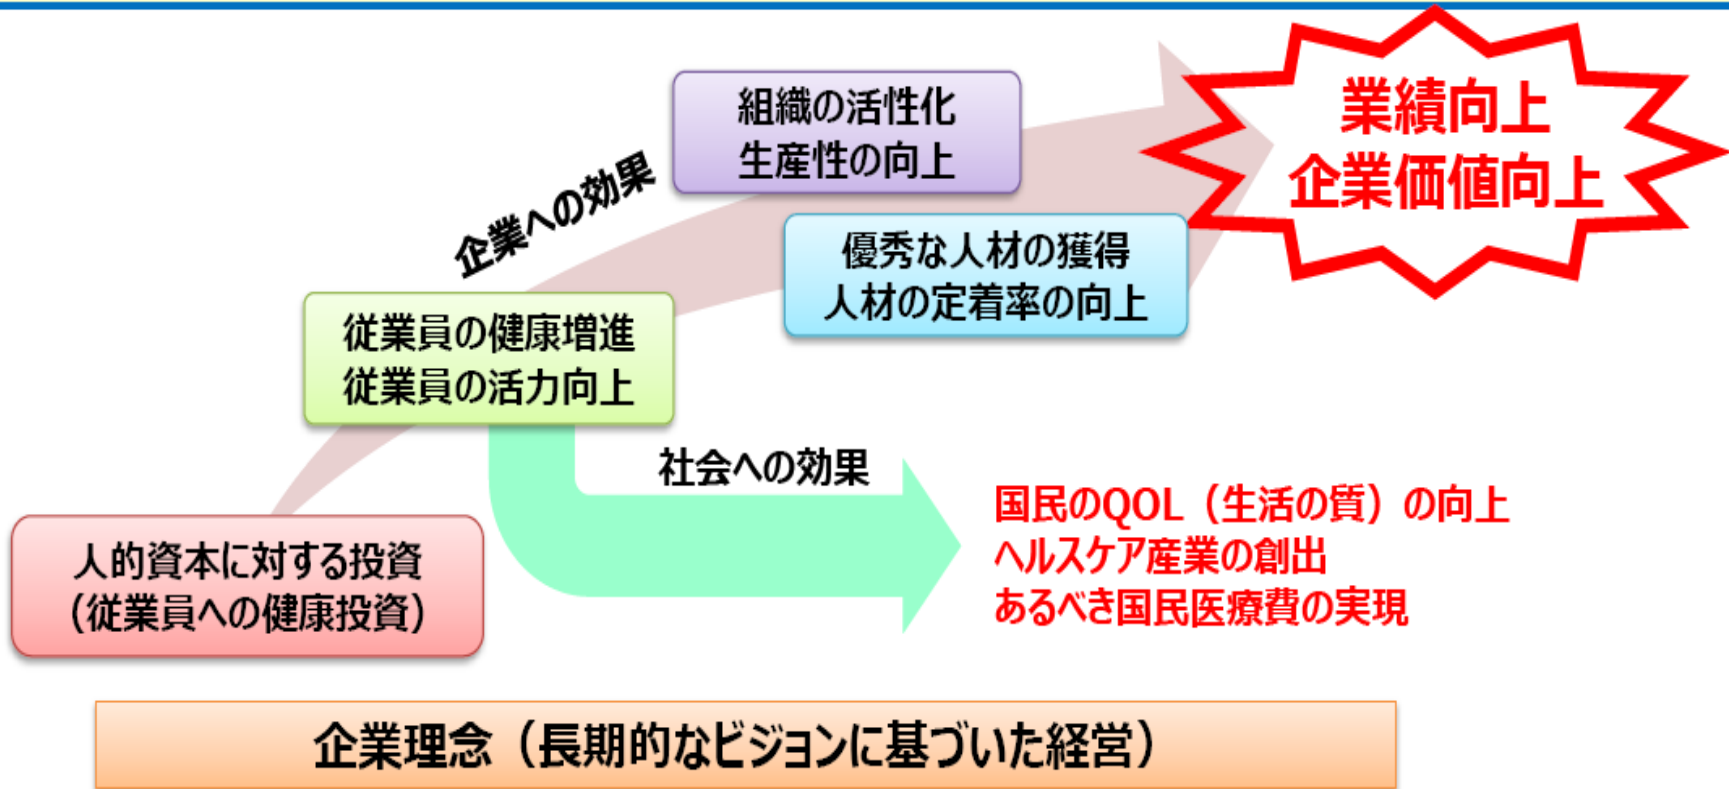 業績向上
企業価値向上
組織の活性化
生産性の向上
企業への効果
優秀な人材の獲得
人材の定着率の向上
従業員の健康増進
従業員の活力向上
社会への効果
国民のQOL（生活の質）の向上
ヘルスケア産業の創出
あるべき国民医療費の実現
人的資本に対する投資
（従業員への健康投資）
企業理念（長期的なビジョンに基づいた経営）